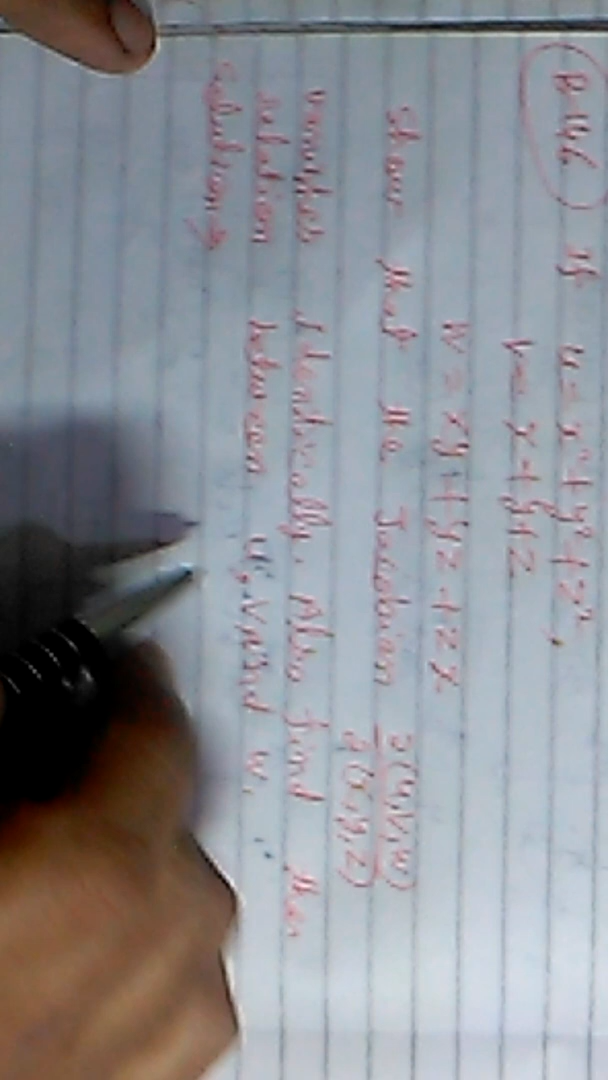 P-146 If u = x² + y² + z²,
v = x + y + z
w = xy + yz + zx
Show that the Jacobian ∂(u,v,w)/∂(x,y,z)
vanishes identically. Also find the
relation between u, v and w.
Solution →